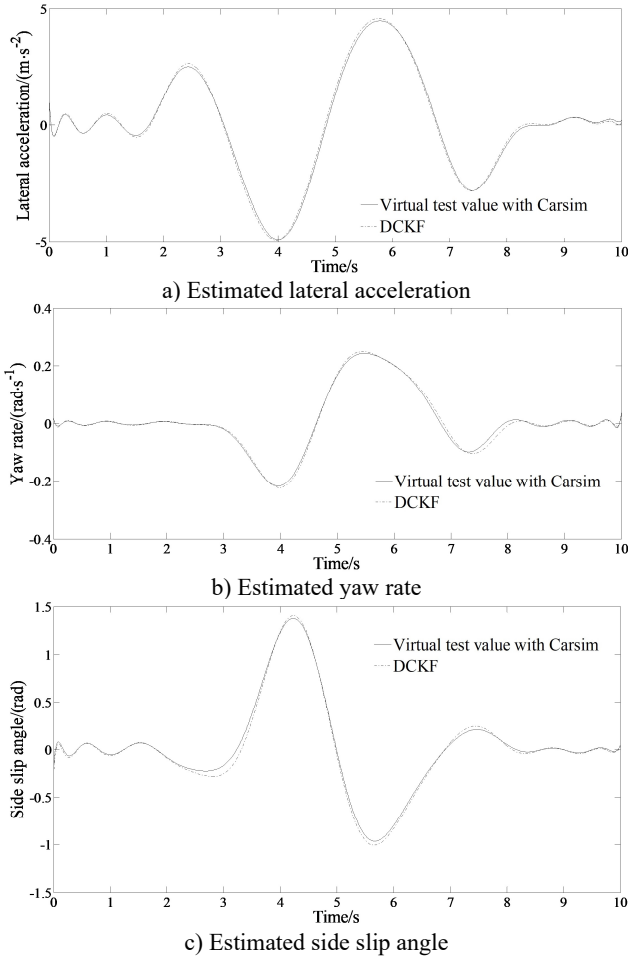 5
0
-5
Lateral acceleration/(m·s-2)
Virtual test value with Carsim
DCKF
0 1 2 3 4 5 6 7 8 9 10
Time/s
a) Estimated lateral acceleration
0.4
0.2
0
-0.2
-0.4
Yaw rate/(rad·s-1)
Virtual test value with Carsim
DCKF
0 1 2 3 4 5 6 7 8 9 10
Time/s
b) Estimated yaw rate
1.5
1
0.5
0
-0.5
-1
-1.5
Side slip angle/(rad)
Virtual test value with Carsim
DCKF
0 1 2 3 4 5 6 7 8 9 10
Time/s
c) Estimated side slip angle